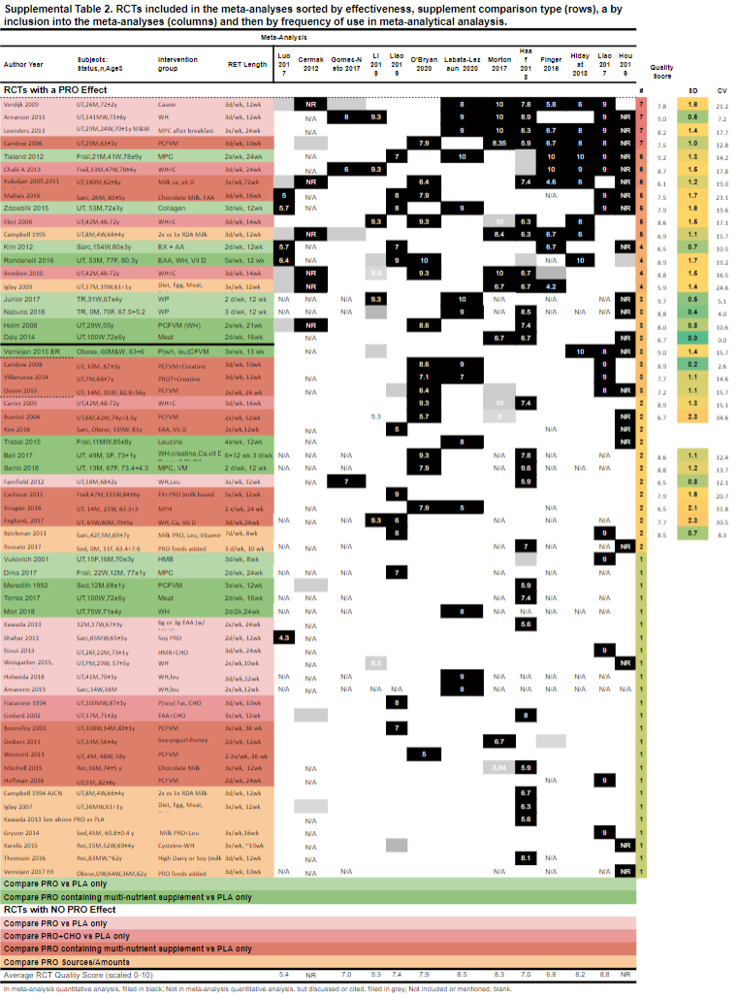 Supplemental Table 2. RCTs included in the meta-analyses sorted by effectiveness, supplement comparison type (rows), a by
inclusion into the meta-analyses (columns) and then by frequency of use in meta-analytical analaysis.
Meta-Analysis
Author Year Subjects: Status,n,AgeS Intervention group RET Length Luo 2017 Cermak 2012 Gomes-Neto 2017 Li 2019 Liao 2019 O'Bryan 2020 Labata-Lezaun 2020 Morton 2017 Haaf 2018 Finger 2016 Hidayat 2018 Liao 2017 Hou 2019 Quality Score
RCTs with a PRO Effect # SD CV
Verdijk 2009 UT,26M,72±2y Casein 3d/wk, 12wk NR 8 10 7.8 5.8 6 9 7 7.8 1.6 21.2
Arnarson 2013 UT,141MW,73±6y WH 3d/wk, 12wk N/A 8 9.3 9 10 8.9 9 NR 7 9.0 0.6 7.2
Leenders 2013 UT,29M,24W,70±1y M&W MPC after breakfast 3x/wk, 24wk N/A 9 10 6.3 6.7 8 9 NR 7 8.2 1.4 17.7
Candow 2006 UT,29M,63±3y PCFVM 3d/wk, 12wk N/A 7.9 8.35 6.3 6.7 9 NR 7 7.5 1.0 12.8
Tieland 2012 Frail,21M,41W,78±9y MPC 2x/wk, 24wk N/A 7 10 10 10 9 NR 6 9.2 1.3 14.2
Chalé A 2013 Frail,33M,47W,78±4y WH+C 3d/wk, 24wk N/A 6 9.3 10 8 9 NR 6 8.5 1.5 17.8
Kukuljan 2009,2011 UT,180M,62±6y Milk ca, vit D 3x/wk,72wk NR 6.4 7.4 4.6 8 NR 6 6.1 1.2 19.0
Maltais 2016 Sarc, 26M, 65±5y Chocolate Milk, EAA 3d/wk, 16wk 5 N/A 8 7.9 N/A 9 NR 5 7.5 1.7 23.1
Zdzieblik 2015 UT, 53M,72±3y Collagen 3d/wk, 12wk 5.7 N/A 8 9 9 NR 5 7.9 1.6 19.6
Eliot 2008 UT,42M,48-72y WH+C 3d/wk, 14wk 9.3 9.3 10 6.3 8 5 8.6 1.5 17.1
Campbell 1995 UT,8M,4W,66±4y 2x vs 1x RDA Milk 3d/wk, 12wk NR 8.4 6.3 6.7 6 5 6.9 1.1 15.7
Kim 2012 Sarc,154W,80±3y EX + AA 2d/wk, 12wk 5.7 N/A 7 6.7 NR 4 6.5 0.7 10.5
Rondanelli 2016 UT, 53M, 77F, 80.3y EAA, WH, Vit D 5x/wk, 12wk 6.4 N/A 9 10 10 4 8.9 1.7 19.2
Bemben 2010 UT,42M,48-72y WH+C 3d/wk, 14wk NR 9.3 9.3 10 6.7 8 NR 4 8.8 1.5 16.5
Iglay 2009 UT,17M,19W,61±1y Diet, Egg, Meat, 3x/wk, 12wk NR 6.7 6.7 4.2 NR 4 5.9 1.4 24.6
Junior 2017 TR,31W,67±4y WP 2 d/wk, 12wk N/A N/A N/A 9.3 10 N/A N/A N/A NR 3 9.7 0.5 5.1
Nabuco 2018 TR, 0M, 70F, 67.5±5.2 WP 3 d/wk, 12 wk N/A N/A N/A 9 8.5 N/A N/A N/A NR 3 8.8 0.4 4.0
Holm 2008 UT,29W,55y PCFVM (WH) 2x/wk, 21wk NR 8.6 7.4 NR 3 8.0 0.3 10.6
Daly 2014 UT,100W,72±6y Meat 2d/wk, 16wk N/A 6.7 6.7 NR 3 6.7 0.0 0.0
Verreijen 2015 ER Obese, 60M&W, 63±6 P(wh, leu)CFVM 3x/wk, 13 wk N/A 10 8 NR 3 9.0 1.4 15.7
Candow 2008 UT, 10M, 67±3y PCFVM+Creatine 3d/wk, 10wk 8.6 9 9 3 8.9 0.2 2.6
Villanueva 2014 UT,7M,68±7y PRO7+Creatine 3d/wk, 12wk N/A 7.1 7 9 3 7.7 1.1 14.6
Oesen 2015 UT, 14M, 103F, 82.8±56y PCFVM 2x/wk, 24 wk N/A 6.4 N/A 8 NR 3 7.2 1.1 15.7
Carter 2005 UT,42M,48-72y WH+C 3d/wk, 16wk 9.3 10 7.4 2 8.9 1.3 15.1
Bunout 2004 UT,66f,42M,74y±3.5y PCFVM 2x/wk, 52wk 9.3 5.7 8 NR 2 6.7 2.3 34.6
Kim 2016 Sarc, Obese, 139W, 81y EAA, Vit D 2x/wk,12wk N/A 5 N/A NR 2
Trabal 2015 Frail,11MW,85±8y Leucine 4x/wk, 12wk N/A 8 NR 2
Bell 2017 UT, 49M, 0F, 73±1y WH,creatine,Ca,vit D 6+12 wk 3 d/wk N/A N/A N/A 9.3 N/A 7.8 N/A N/A N/A 2 8.6 1.1 12.4
Seino 2018 UT, 13M, 67F, 73.4±4.3 MPC, VM 2 d/wk, 12 wk N/A N/A N/A 7.9 N/A 9.6 N/A N/A N/A 2 8.8 1.2 13.7
Farnfield 2012 UT,18M,68±2y WH,Leu 3x/wk, 12wk N/A 7 5.9 2 6.5 0.8 12.1
Carlsson 2011 Frail,47M,131W,84±6y EX±PRO (milk based 5x/wk, 12wk N/A 9 2 7.9 1.6 20.7
Stragier 2016 UT, 14M, 21W, 63.3±3 MPH 2 x/wk, 24 wk N/A 7.9 5 N/A 2 6.5 2.1 31.8
Englund, 2017 UT, 69W,80M,79±5y WH, Ca, Vit D 3d/wk,24wk N/A N/A N/A 9.3 6 N/A N/A N/A NR 2 7.7 2.3 30.5
Björkman 2011 Sarc,42F,5M,69±7y Milk PRO, Leu, Vitamir 7d/wk, 8wk N/A 8 9 2 8.5 0.7 8.3
Rossato 2017 Sed, 0M, 11F, 63.4±7.6 PRO foods added 3 d/wk, 10 wk N/A N/A N/A N/A 7 N/A N/A N/A NR 2
Vukovich 2001 UT,15F,16M,70±3y HMB 3d/wk, 8wk 9 1
Dirks 2017 Frail, 22W, 12M, 77±1y MPC 2d/wk, 24wk N/A N/A N/A 7 N/A N/A N/A N/A 1
Meredith 1992 Sed,12M,68±1y PCFVM 3x/wk, 12wk 5.9 1
Torres 2017 UT,100W,72±6y Meat 2d/wk, 16wk N/A 7.4 1
Mori 2018 UT,75W,71±4y WH 2d/2k,24wk N/A N/A N/A 8 N/A N/A N/A N/A 1
Kawada 2013 12M,17W,67±3y 6g or 3g EAA (w/ 2x/wk, 24wk N/A 5.6 1
Shahar 2013 Sarc,65MW,65±5y Soy PRO 2d/wk, 12wk 4.3 N/A 1
Stout 2013 UT,26F,22M,73±1y HMB+CHO 3d/wk, 24wk N/A 9 1
Weisgarber 2015, UT,PM,29W, 57±5y WH 2x/wk,10wk N/A 9.3 NR 1
Holweda 2018 UT,41M,70±1y WH,leu 3x/wk,12wk N/A N/A N/A 9 N/A N/A N/A N/A N/A 1
Amasene 2019 Sarc,14W,18M WH,leu 2x/wk,12wk N/A N/A N/A N/A N/A 8 N/A N/A N/A N/A N/A N/A 1
Fiatarone 1994 UT,100MW,87±1y P(soy) Fat, CHO 3d/wk, 10wk 8 1
Godard 2002 UT,17M,71±2y EAA+CHO 3x/wk, 12wk 8 1
Bonnefoy 2003 UT,100W,14M,83±1y PCFVM 3x/wk, 36 wk 7 1
Deibert 2011 UT,33M,56±4y Soy-yogurt-honey 2d/wk, 12wk N/A 6.7 1
Westcott 2011 UT, 4M, 48W, 58y PCFVM 2-3x/wk, 36 wk 5 1
Mitchell 2015 Rec,16M,74±5 y Chocolate Milk 3x/wk, 12wk N/A 5.84 5.9 1
Hoffman 2016 UT,91F,82±6y PCFVM 2d/wk, 24wk N/A N/A 9 1
Campbell 1994 AJCN UT,8M,4W,66±4y 2x vs 1x RDA Milk 3d/wk, 12wk 6.7 1
Iglay 2007 UT,36MW,61±1y Diet, Egg, Meat, 3x/wk, 12wk 6.3 1
Kawada 2013 See above PRO vs PLA N/A 5.6 1
Gryson 2014 Sed,45M, 60.8±0.4 y Milk PRO±Leu 3x/wk,16wk N/A 9 1
Karelis 2015 Rec,15M,52W,69±4y Cysteine-WH 3x/wk, ~19wk N/A NR 1
Thomson 2016 Rec,83MW,~62y High Dairy or Soy (milk 3d/wk, 12wk N/A 8.1 N/A 1
Verreijen 2017 ER Obese,OW,64W,36M,62y PRO foods added 3d/wk, 10wk N/A N/A N/A N/A N/A N/A N/A NR 1
Compare PRO vs PLA only
Compare PRO containing multi-nutrient supplement vs PLA only
RCTs with NO PRO Effect
Compare PRO vs PLA only
Compare PRO+CHO vs PLA only
Compare PRO containing multi-nutrient supplement vs PLA only
Compare PRO Sources/Amounts
Average RCT Quality Score (scaled 0-10) 5.4 NR 7.0 9.3 7.4 7.9 8.5 8.3 7.0 6.8 8.2 8.8 NR
In meta-analysis quantitative analysis, filled in black; Not in meta-analysis quantitative analysis, but discussed or cited, filled in grey; Not included or mentioned, blank.